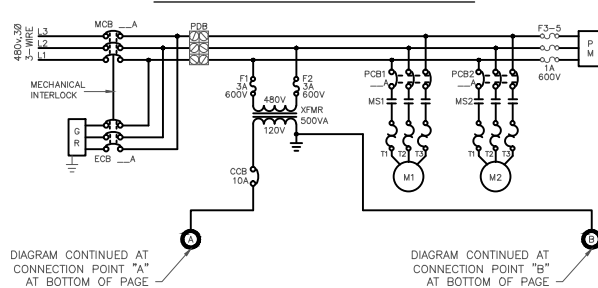 MCB __A
PDB
F3-5
480V,3Ø
3-WIRE
L3
L2
L1
1A
600V
P
M
MECHANICAL
INTERLOCK
F1
3A
600V
F2
3A
600V
480V
XFMR
500VA
120V
PCB1
__A
MS1
PCB2
__A
MS2
G
R
ECB __A
T1 T2 T3
M1
T1 T2 T3
M2
CCB
10A
A
B
DIAGRAM CONTINUED AT
CONNECTION POINT "A"
AT BOTTOM OF PAGE
DIAGRAM CONTINUED AT
CONNECTION POINT "B"
AT BOTTOM OF PAGE